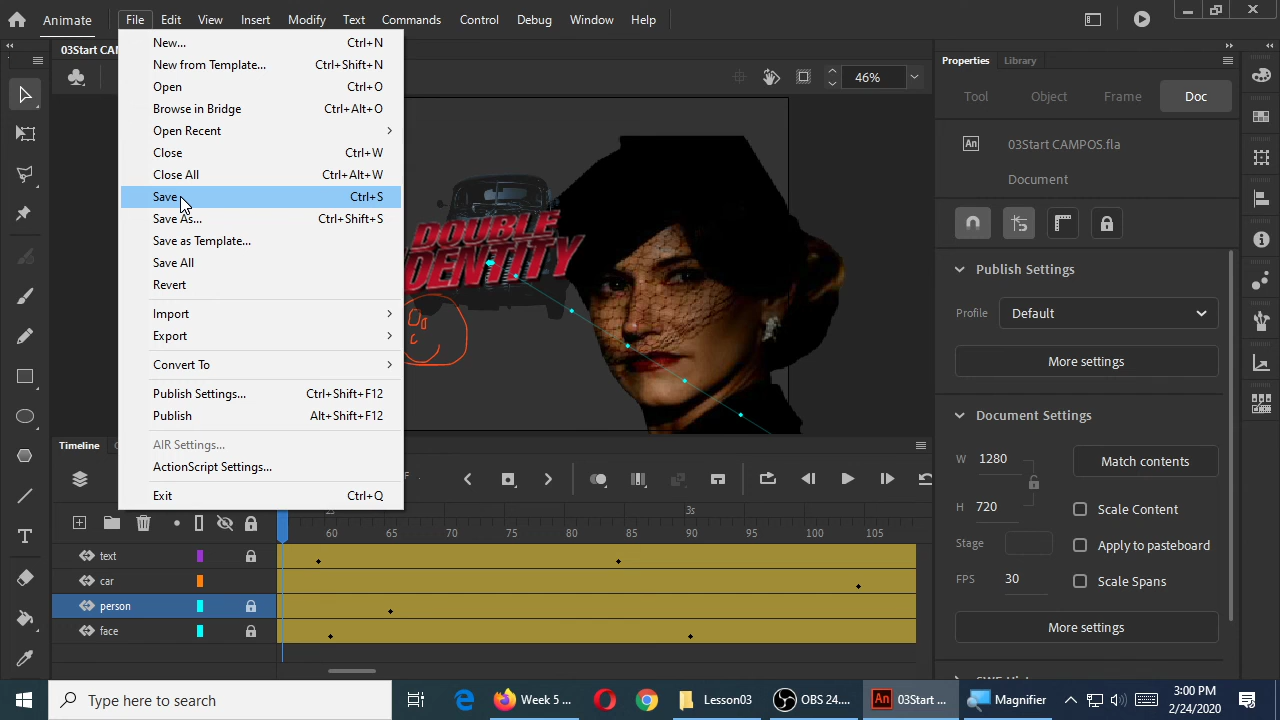 Animate File Edit View Insert Modify Text Commands Control Debug Window Help
03Start CAM
46%
New... Ctrl+N
New from Template... Ctrl+Shift+N
Open Ctrl+O
Browse in Bridge Ctrl+Alt+O
Open Recent
Close Ctrl+W
Close All Ctrl+Alt+W
Save Ctrl+S
Save As... Ctrl+Shift+S
Save as Template...
Save All
Revert
Import
Export
Convert To
Publish Settings... Ctrl+Shift+F12
Publish Alt+Shift+F12
AIR Settings...
ActionScript Settings...
Exit Ctrl+Q
DOUBLE
IDENTITY
Properties Library
Tool Object Frame Doc
An 03Start CAMPOS.fla
Document
Publish Settings
Profile Default
More settings
Document Settings
W 1280 Match contents
H 720 Scale Content
Stage Apply to pasteboard
FPS 30 Scale Spans
More settings
Timeline
3s
60 65 70 75 80 85 90 95 100 105
text
car
person
face
Type here to search
Week 5 ...
Lesson03
OBS 24....
An 03Start ...
Magnifier
3:00 PM
2/24/2020